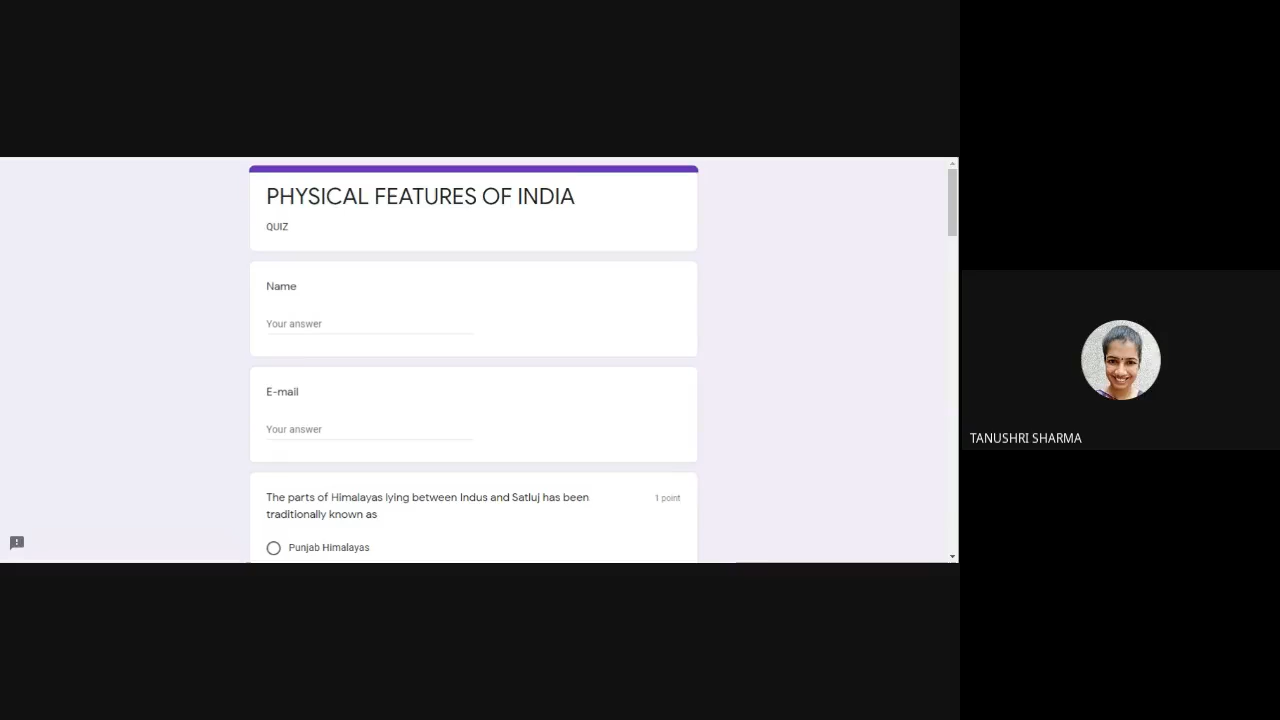 PHYSICAL FEATURES OF INDIA
QUIZ
Name
Your answer
E-mail
Your answer
The parts of Himalayas lying between Indus and Satluj has been
traditionally known as
1 point
Punjab Himalayas
TANUSHRI SHARMA